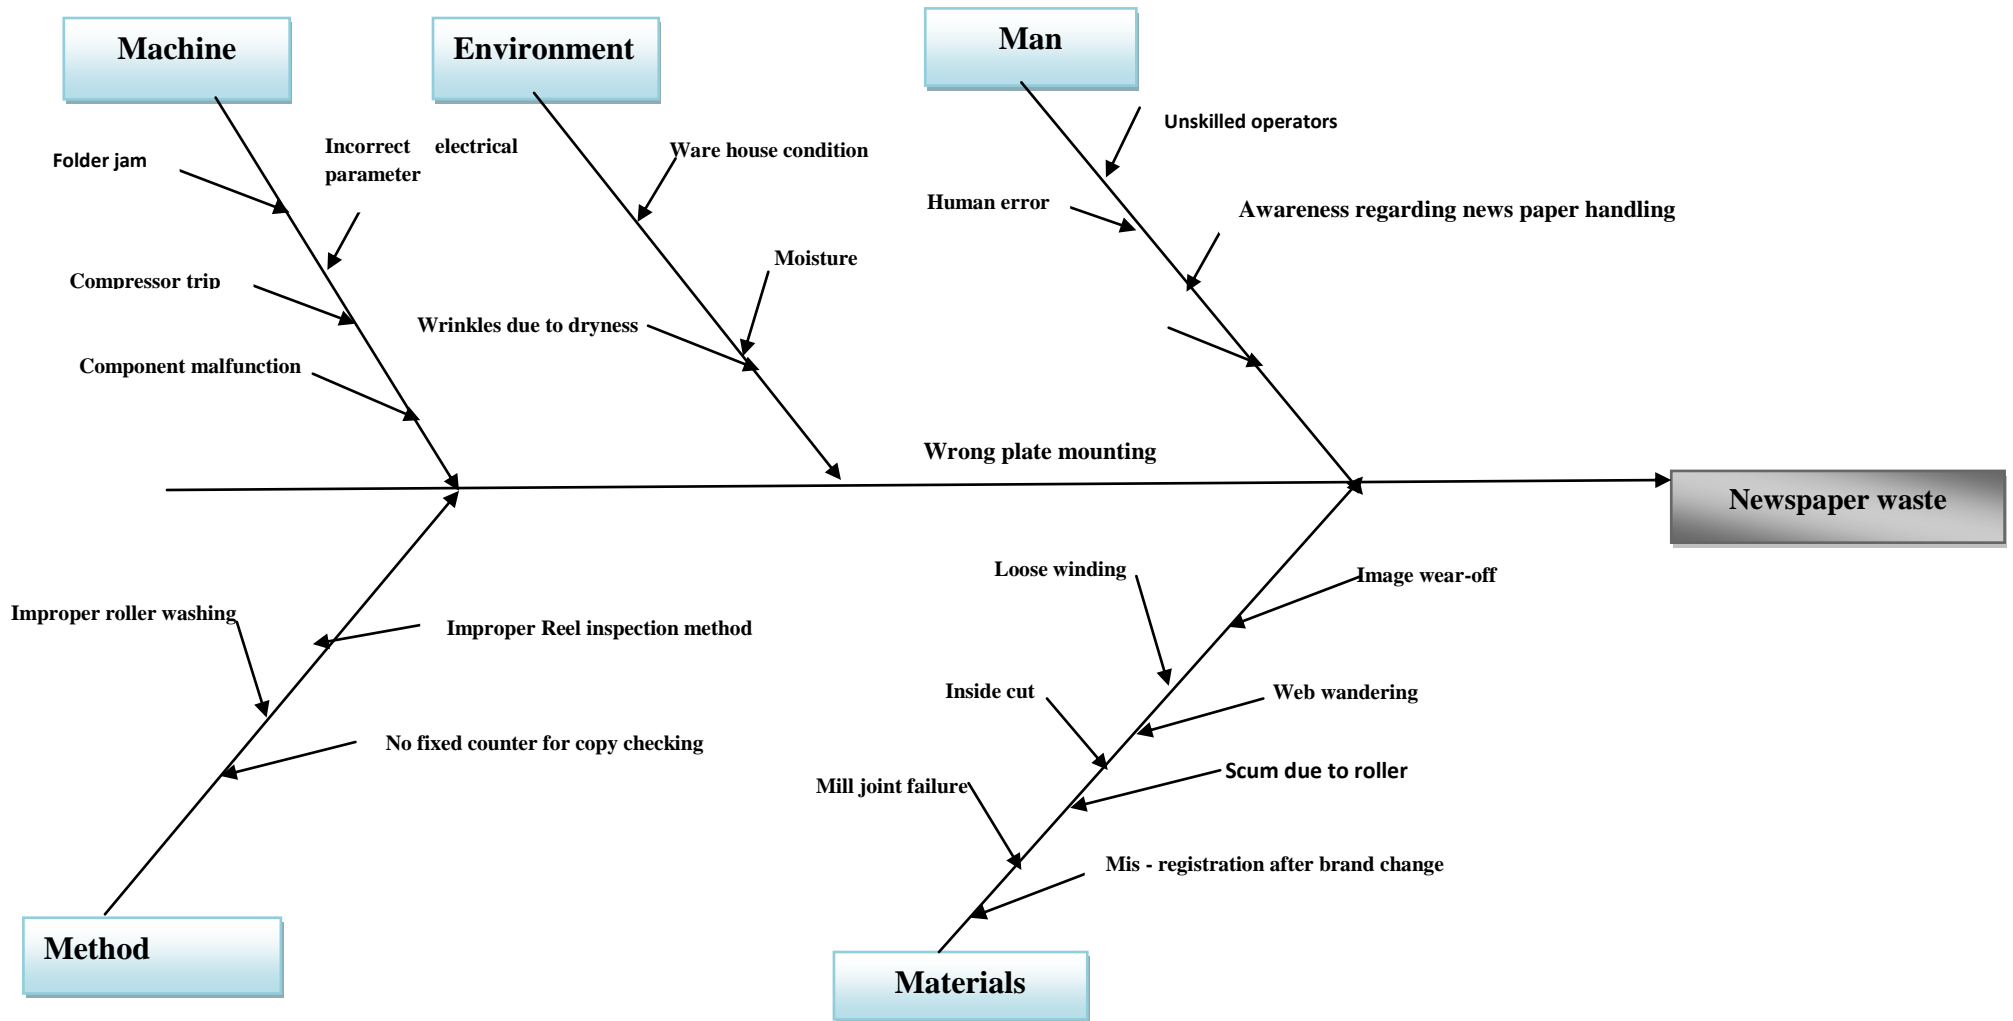 Machine
Environment
Man
Unskilled operators
Folder jam
Incorrect electrical
parameter
Ware house condition
Human error
Awareness regarding news paper handling
Moisture
Compressor trip
Wrinkles due to dryness
Component malfunction
Wrong plate mounting
Newspaper waste
Loose winding
Image wear-off
Improper roller washing
Improper Reel inspection method
Inside cut
Web wandering
No fixed counter for copy checking
Scum due to roller
Mill joint failure
Mis - registration after brand change
Method
Materials